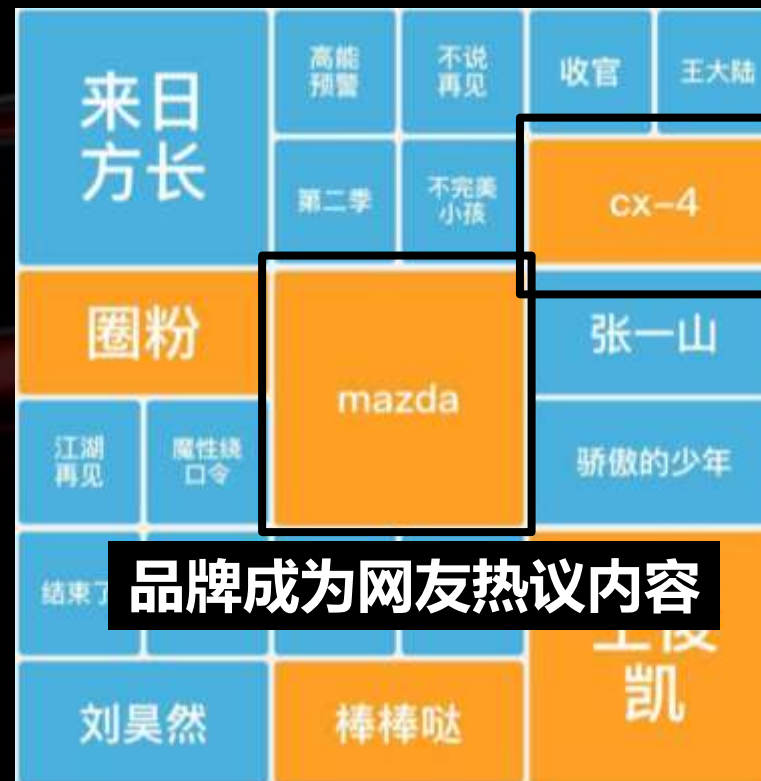 来日
方长
高能
预警
不说
再见
收官
王大陆
第二季
不完美
小孩
cx-4
圈粉
mazda
张一山
江湖
再见
魔性绕
口令
骄傲的少年
品牌成为网友热议内容
刘昊然
棒棒哒
凯